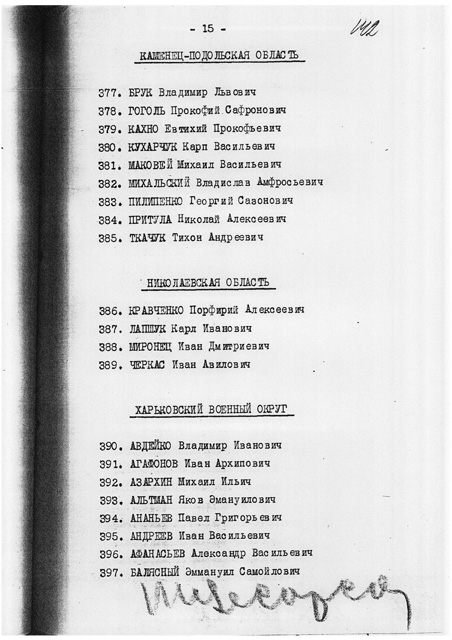 - 15 -
142
КАМЕНЕЦ-ПОДОЛЬСКАЯ ОБЛАСТЬ
377. БРУК Владимир Львович
378. ГОГОЛЬ Прокофий Сафронович
379. КАХНО Евтихий Прокофьевич
380. КУХАРЧУК Карп Васильевич
381. МАКОВЕЙ Михаил Васильевич
382. МИХАЛЬСКИЙ Владислав Амфросьевич
383. ПИЛИПЕНКО Георгий Сазонович
384. ПРИТУЛА Николай Алексеевич
385. ТКАЧУК Тихон Андреевич
НИКОЛАЕВСКАЯ ОБЛАСТЬ
386. КРАВЧЕНКО Порфирий Алексеевич
387. ЛАПШУК Карл Иванович
388. МИРОНЕЦ Иван Дмитриевич
389. ЧЕРКАС Иван Авилович
ХАРЬКОВСКИЙ ВОЕННЫЙ ОКРУГ
390. АВДЕЙКО Владимир Иванович
391. АГАФОНОВ Иван Архипович
392. АЗАРХИН Михаил Ильич
393. АЛЬТМАН Яков Эмануилович
394. АНАНЬЕВ Павел Григорьевич
395. АНДРЕЕВ Иван Васильевич
396. АФАНАСЬЕВ Александр Васильевич
397. БАЛЯСНЫЙ Эммануил Самойлович